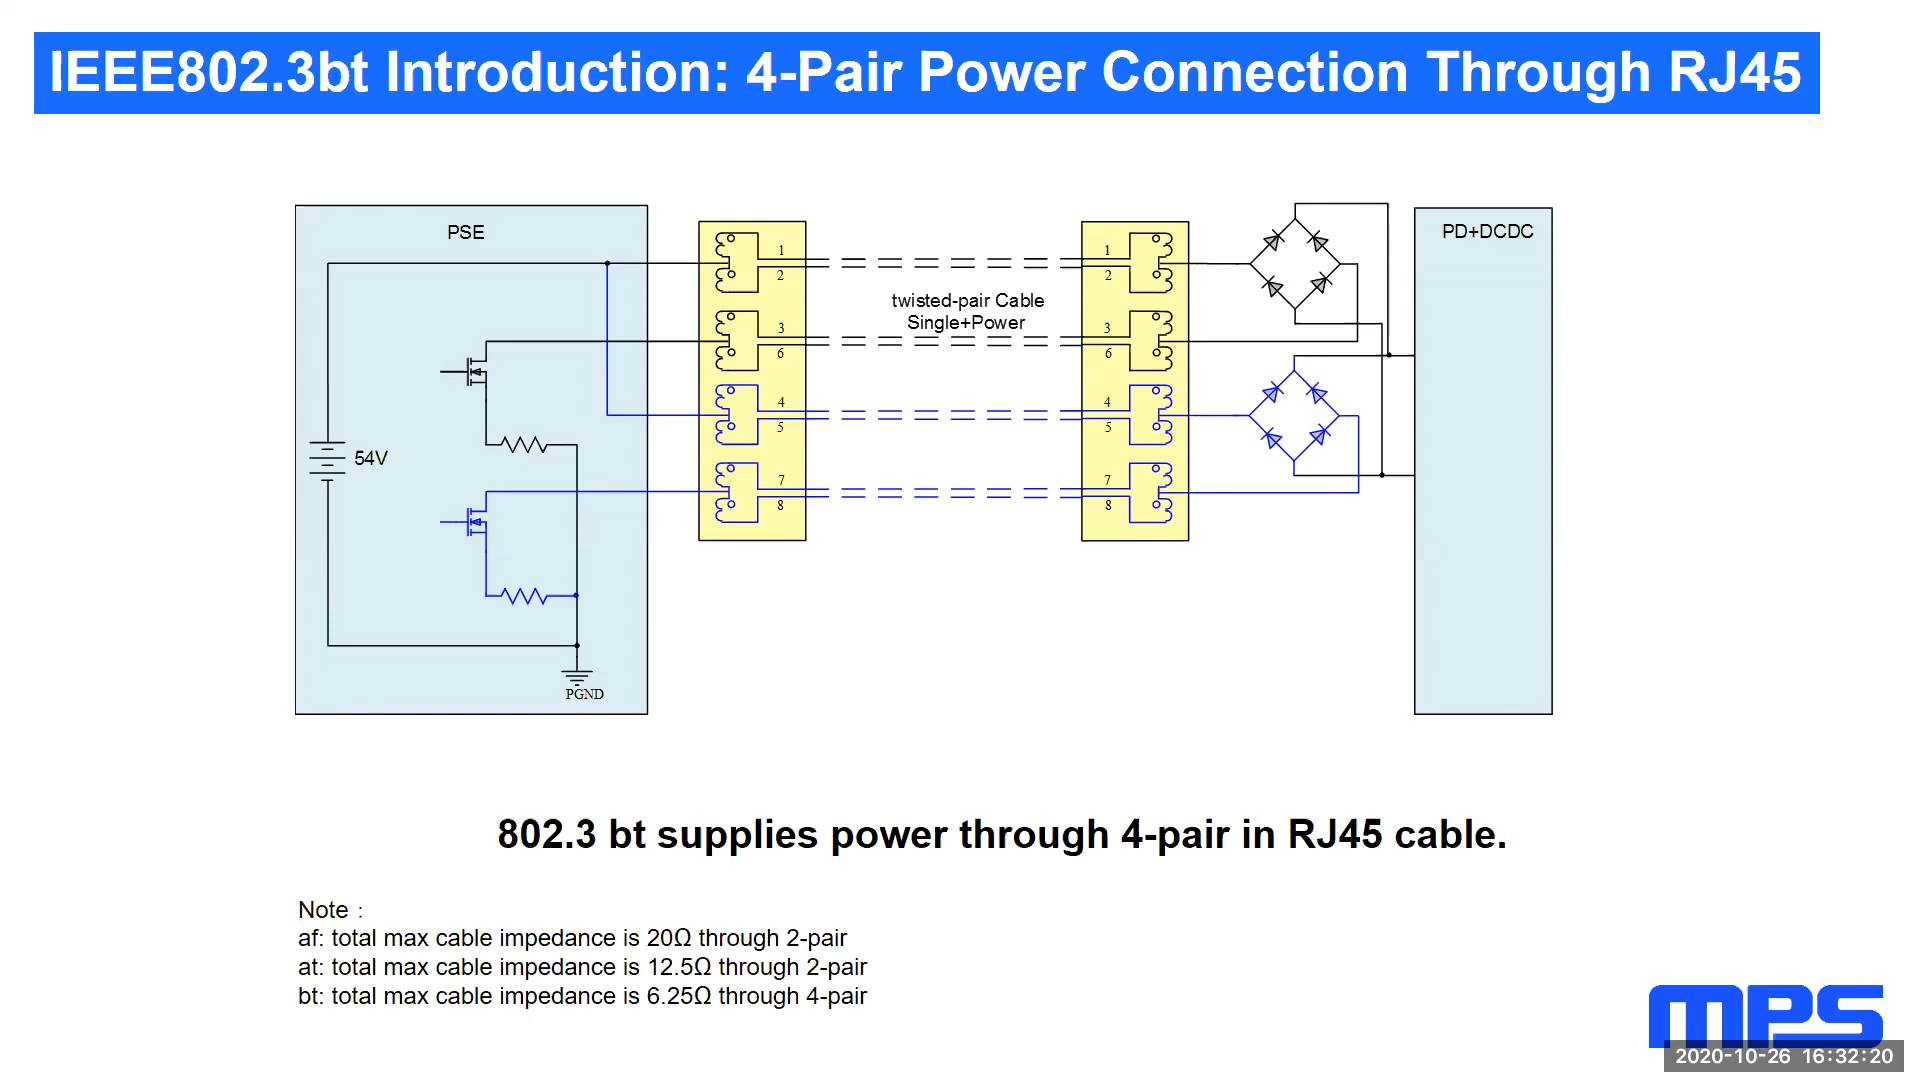 IEEE802.3bt Introduction: 4-Pair Power Connection Through RJ45
PSE
PD+DCDC
1
2
3
6
4
5
7
8
twisted-pair Cable
Single+Power
1
2
3
6
4
5
7
8
54V
PGND
802.3 bt supplies power through 4-pair in RJ45 cable.
Note :
af: total max cable impedance is 20Ω through 2-pair
at: total max cable impedance is 12.5Ω through 2-pair
bt: total max cable impedance is 6.25Ω through 4-pair
mPS
2020-10-26 16:32:20